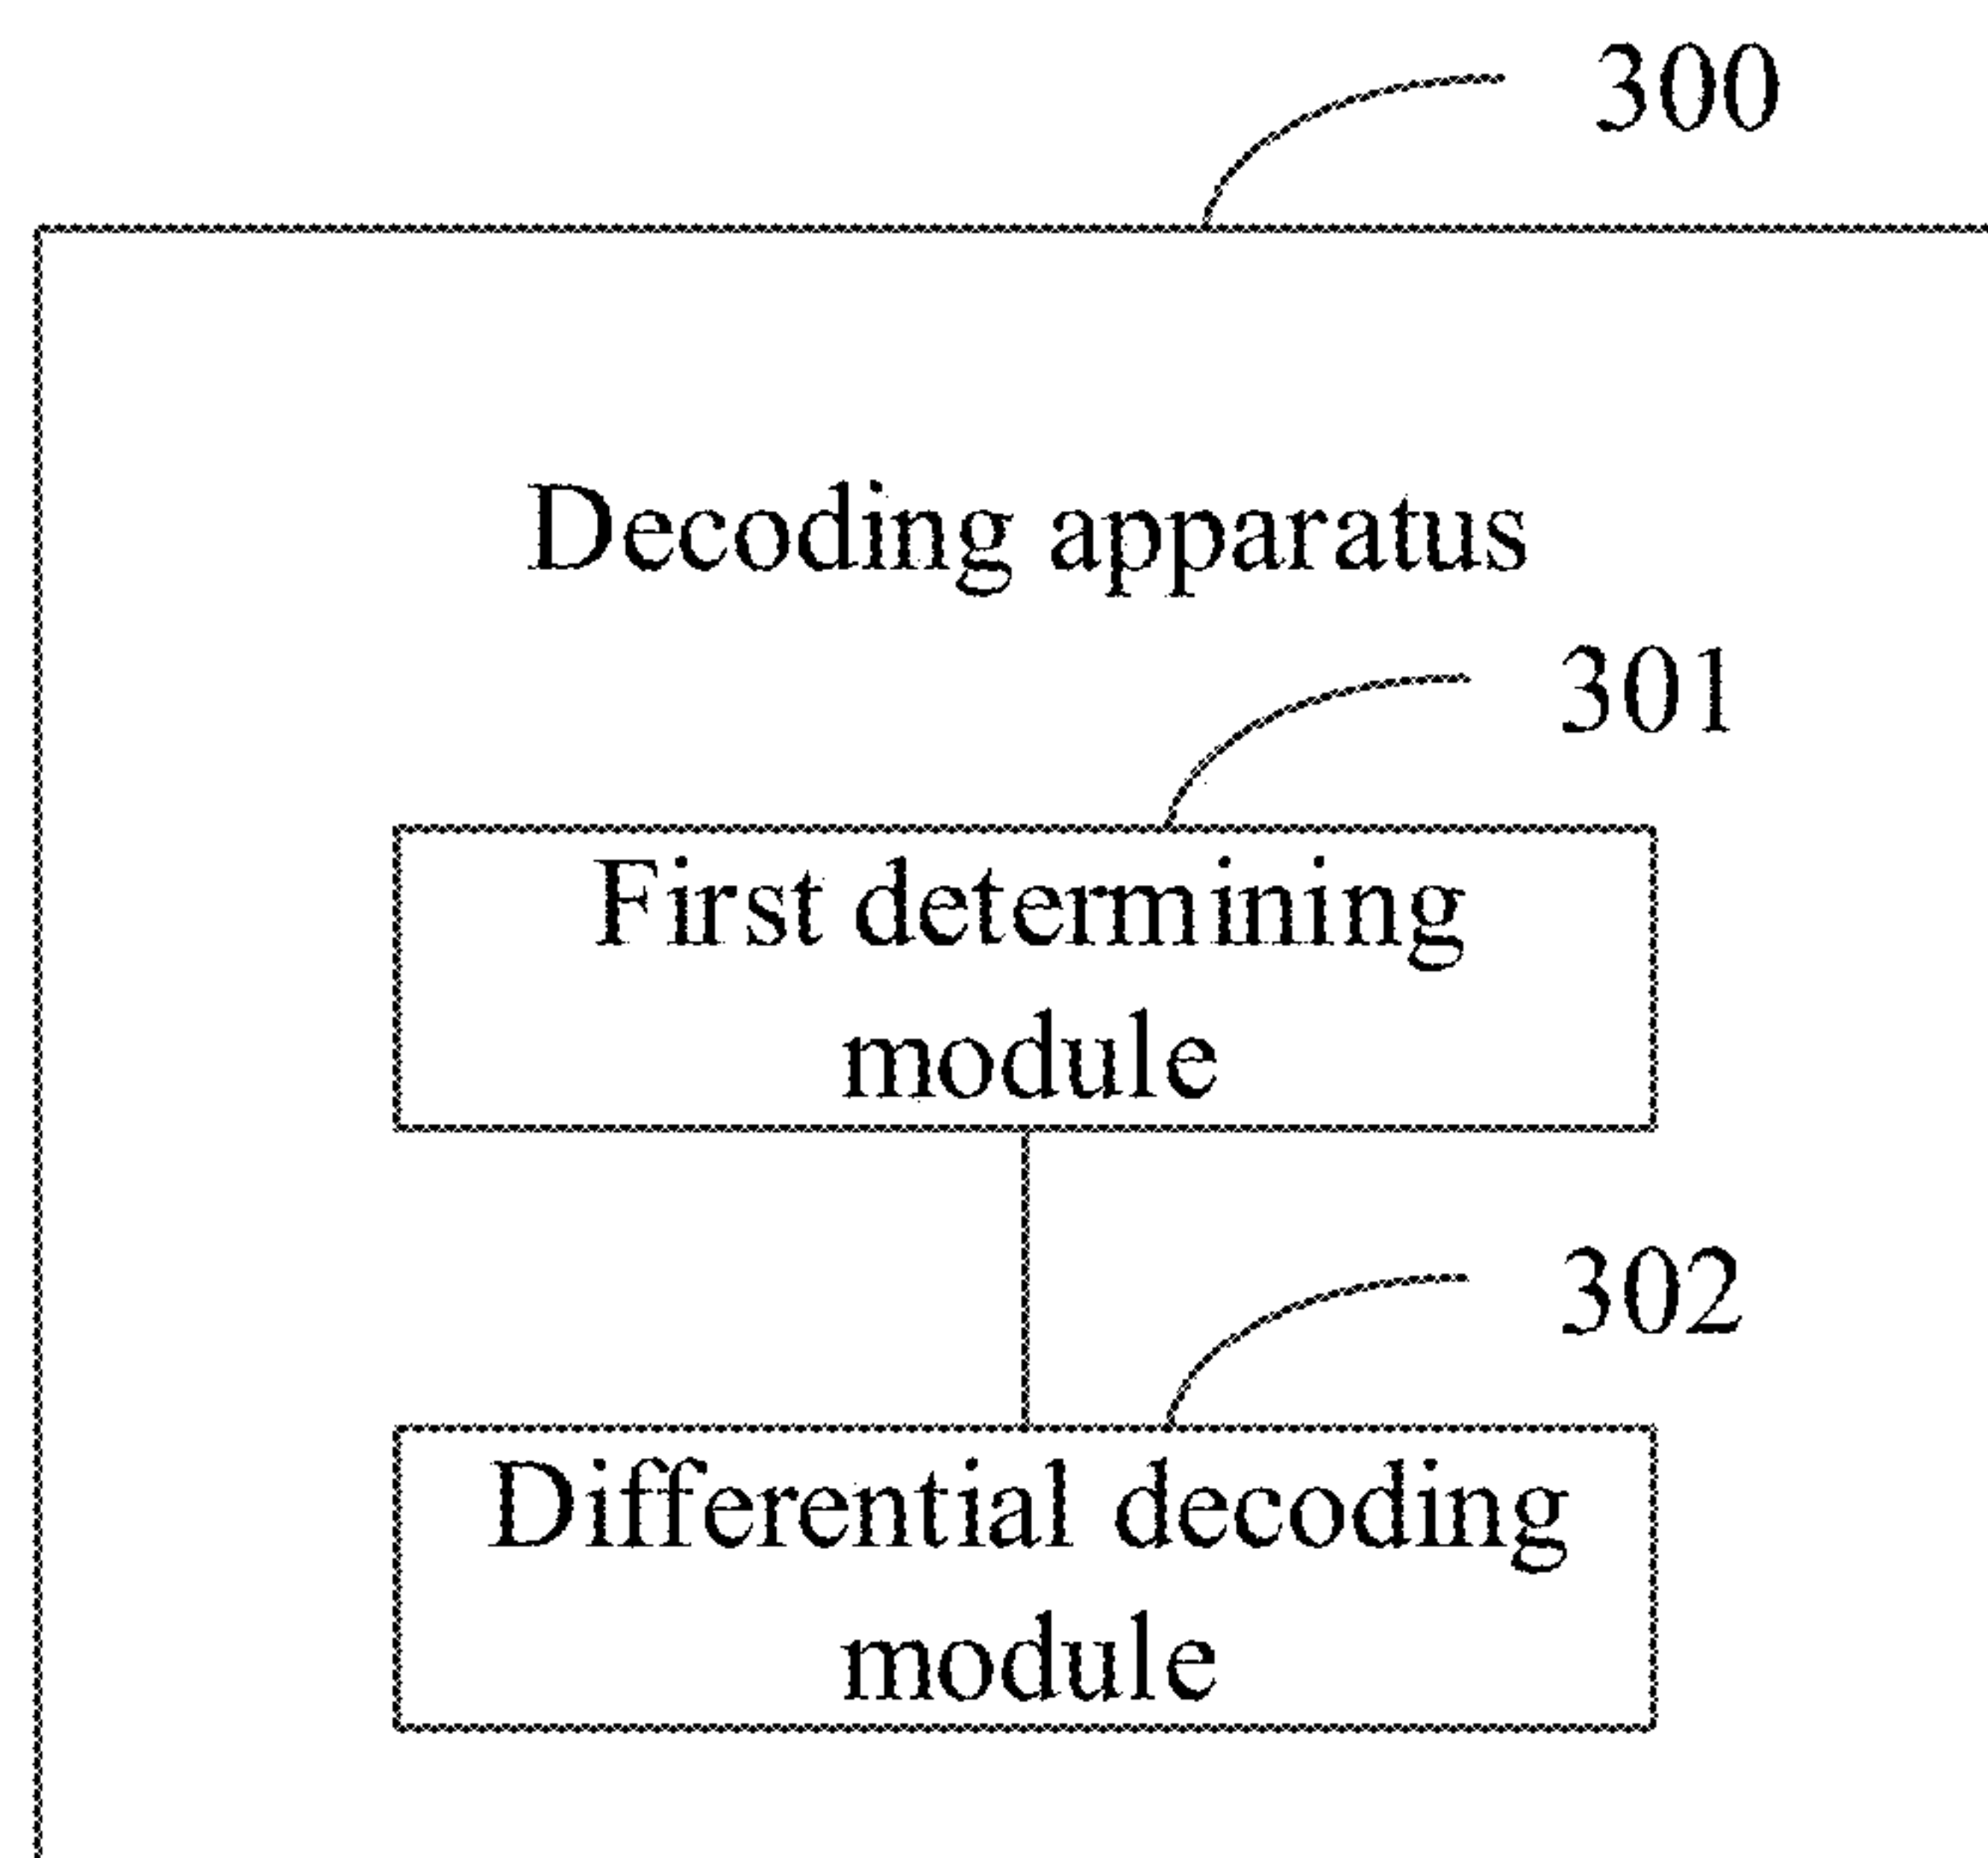 300
Decoding apparatus
301
First determining
module
302
Differential decoding
module